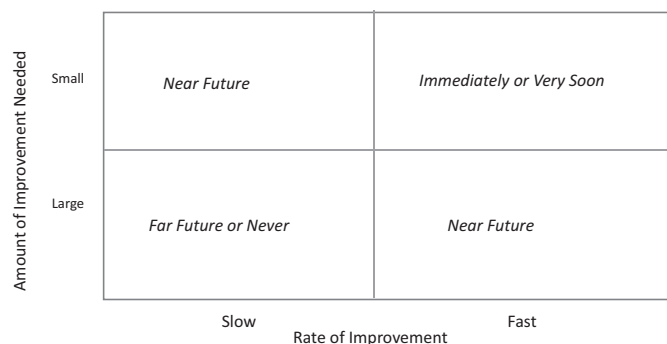 Amount of Improvement Needed
Small
Near Future
Immediately or Very Soon
Large
Far Future or Never
Near Future
Slow
Fast
Rate of Improvement